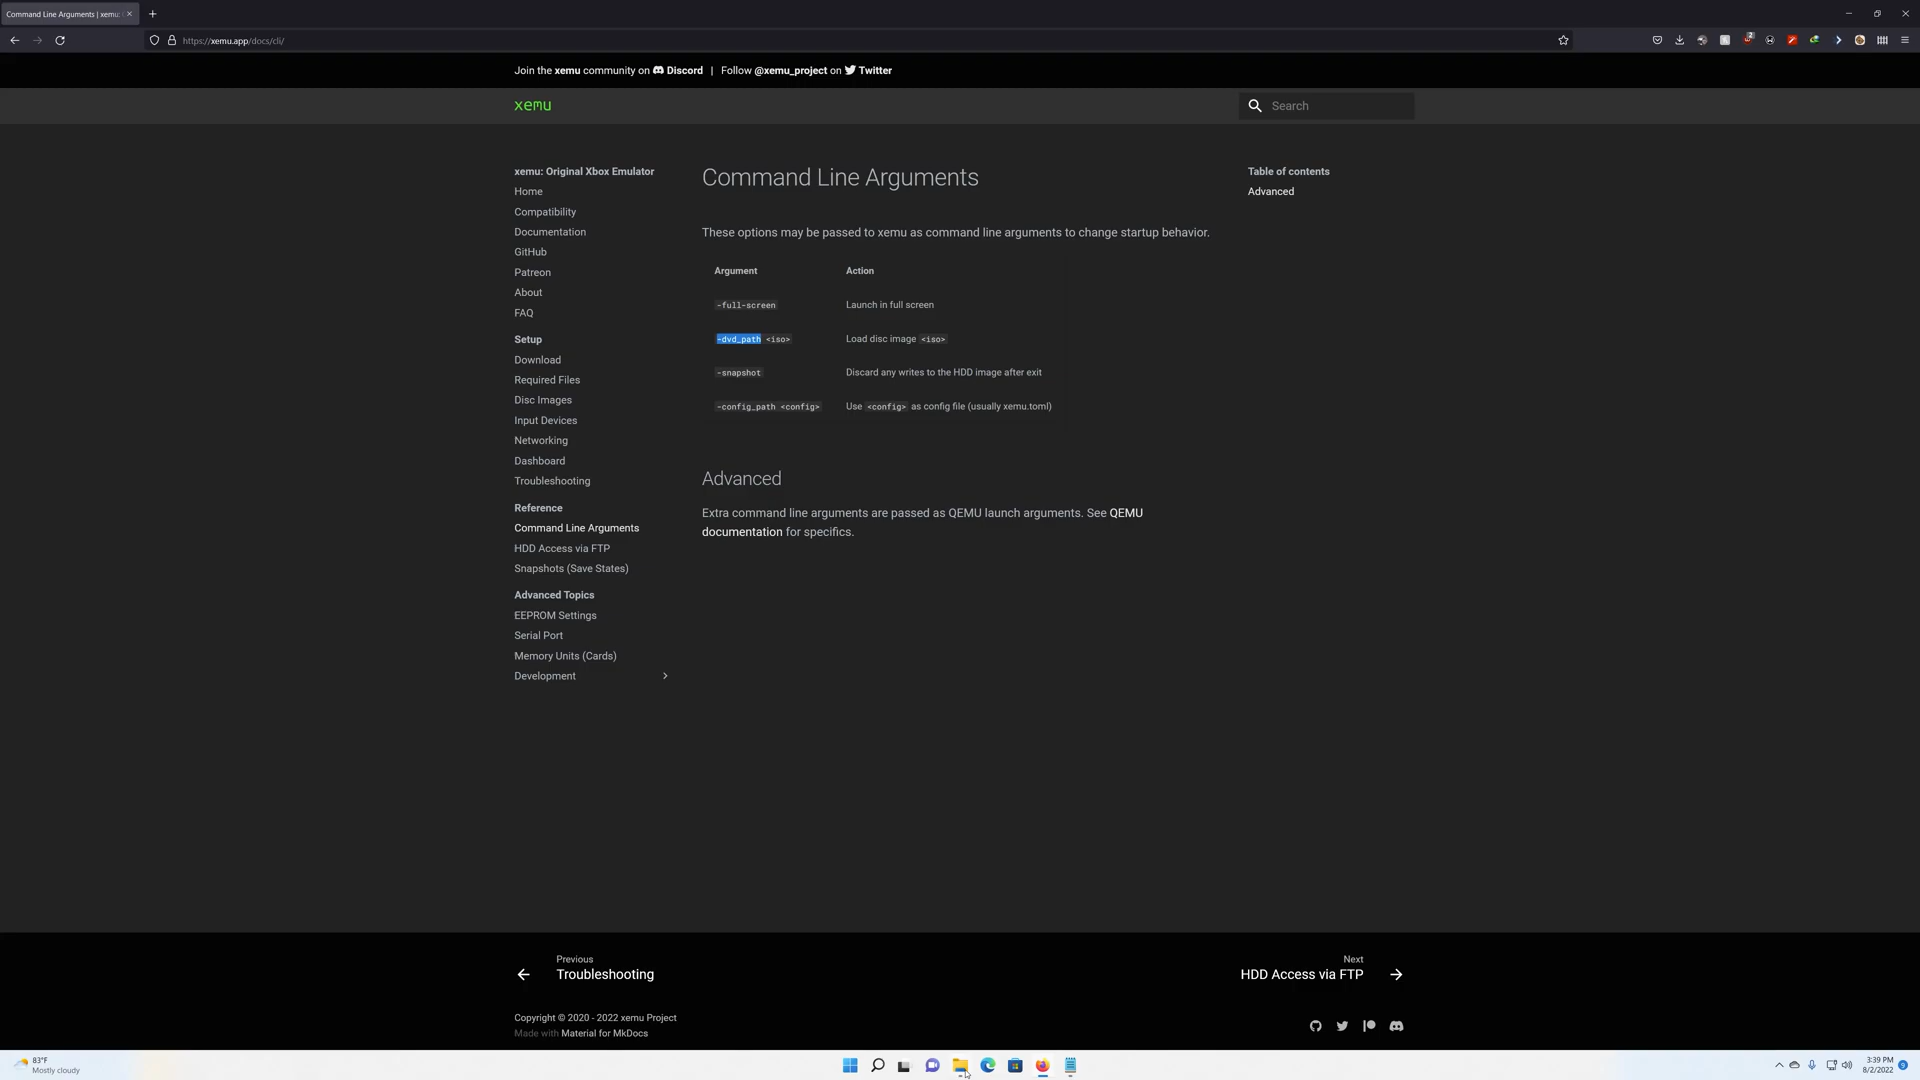 Command Line Arguments | xemu:
https://xemu.app/docs/cli/
2
Join the xemu community on Discord | Follow @xemu_project on Twitter
xemu
Search
xemu: Original Xbox Emulator
Home
Compatibility
Documentation
GitHub
Patreon
About
FAQ
Setup
Download
Required Files
Disc Images
Input Devices
Networking
Dashboard
Troubleshooting
Reference
Command Line Arguments
HDD Access via FTP
Snapshots (Save States)
Advanced Topics
EEPROM Settings
Serial Port
Memory Units (Cards)
Development
Command Line Arguments
These options may be passed to xemu as command line arguments to change startup behavior.
Argument Action
-full-screen Launch in full screen
-dvd_path <iso> Load disc image <iso>
-snapshot Discard any writes to the HDD image after exit
-config_path <config> Use <config> as config file (usually xemu.toml)
Advanced
Extra command line arguments are passed as QEMU launch arguments. See QEMU
documentation for specifics.
Table of contents
Advanced
Previous
Troubleshooting
Next
HDD Access via FTP
Copyright © 2020 - 2022 xemu Project
Made with Material for MkDocs
83°F
Mostly cloudy
3:39 PM
8/2/2022
9